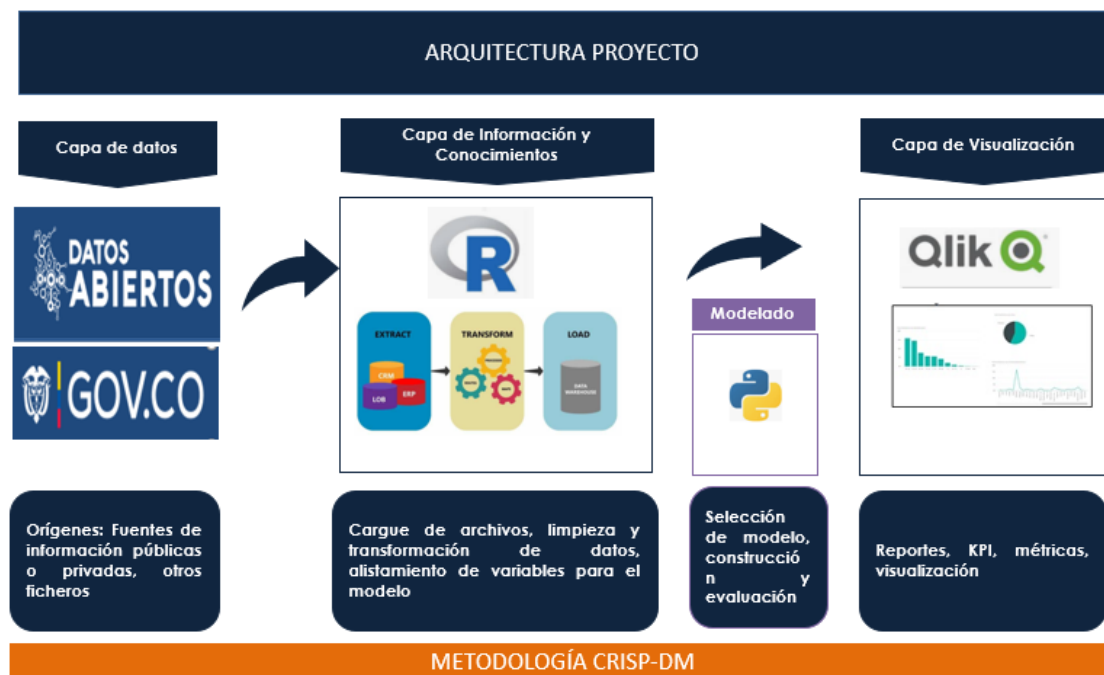 ARQUITECTURA PROYECTO
Capa de datos
Capa de Información y
Conocimientos
Capa de Visualización
DATOS
ABIERTOS
GOV.CO
R
EXTRACT
TRANSFORM
LOAD
CRM
LOB
ERP
DATA
WAREHOUSE
Modelado
Qlik
Orígenes: Fuentes de
información públicas
o privadas, otros
ficheros
Cargue de archivos, limpieza y
transformación de datos,
alistamiento de variables para el
modelo
Selección
de modelo,
construcció
n y
evaluación
Reportes, KPI, métricas,
visualización
METODOLOGÍA CRISP-DM